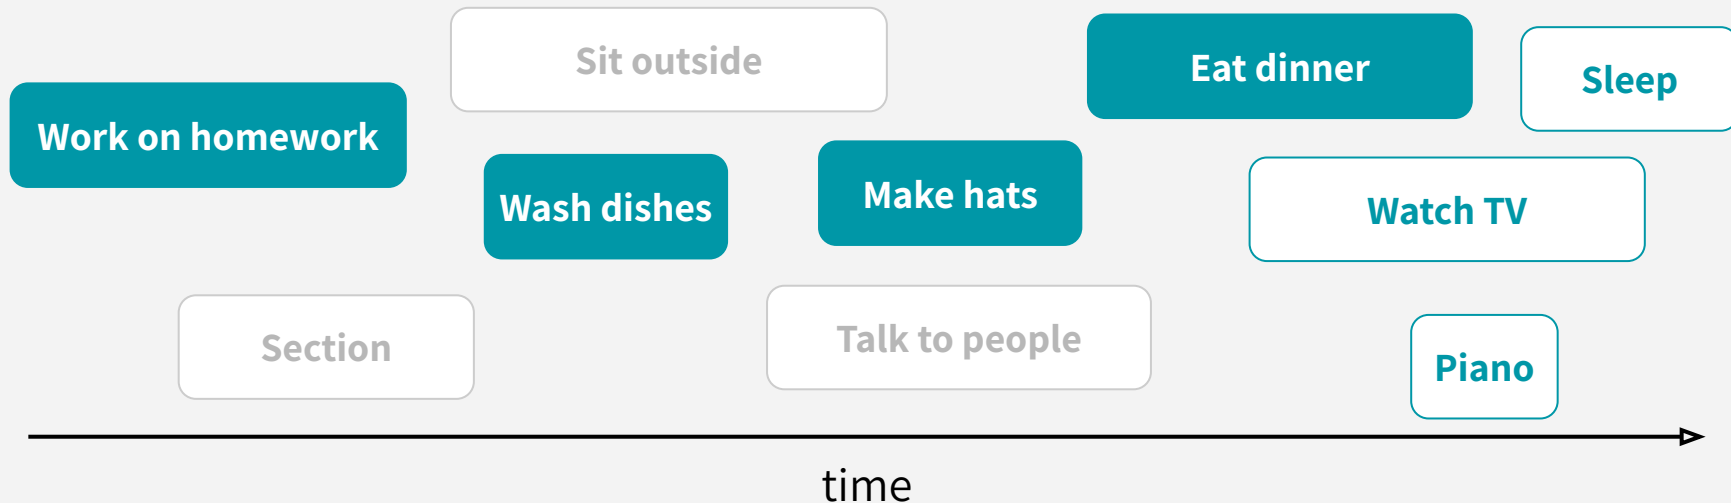 Sit outside
Eat dinner
Sleep
Work on homework
Wash dishes
Make hats
Watch TV
Section
Talk to people
Piano
time